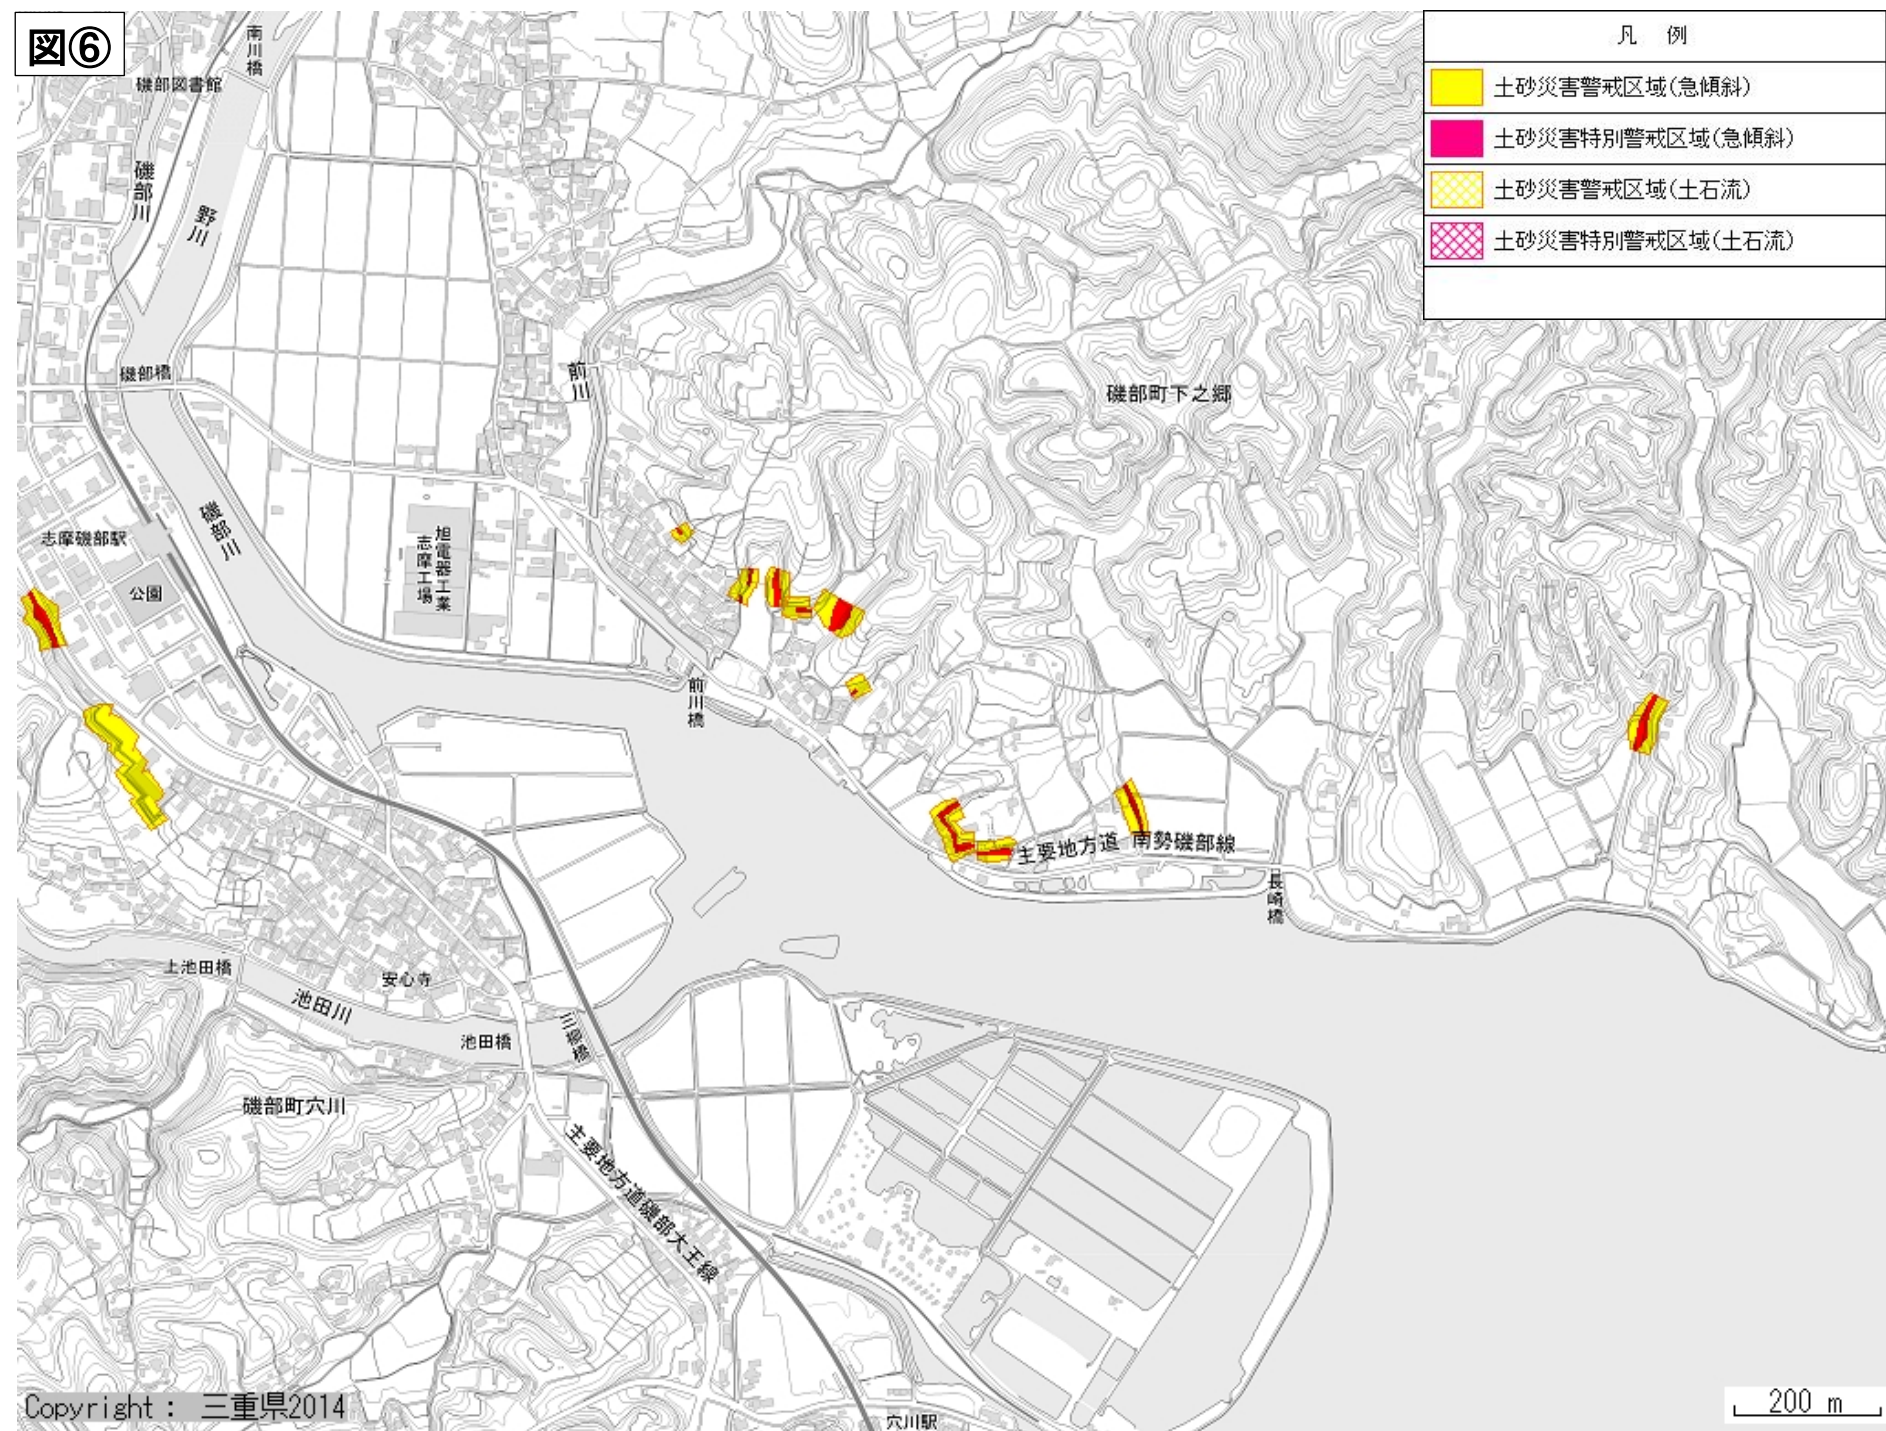 図⑥
凡 例
土砂災害警戒区域(急傾斜)
土砂災害特別警戒区域(急傾斜)
土砂災害警戒区域(土石流)
土砂災害特別警戒区域(土石流)
南川橋
磯部図書館
磯部川
野川
磯部橋
前川
磯部町下之郷
志摩磯部駅
磯部川
旭電器工業
志摩工場
公園
前川橋
主要地方道 南勢磯部線
長崎橋
上池田橋
安心寺
池田川
池田橋
磯部町穴川
主要地方道磯部大王線
穴川駅
Copyright : 三重県2014
200 m